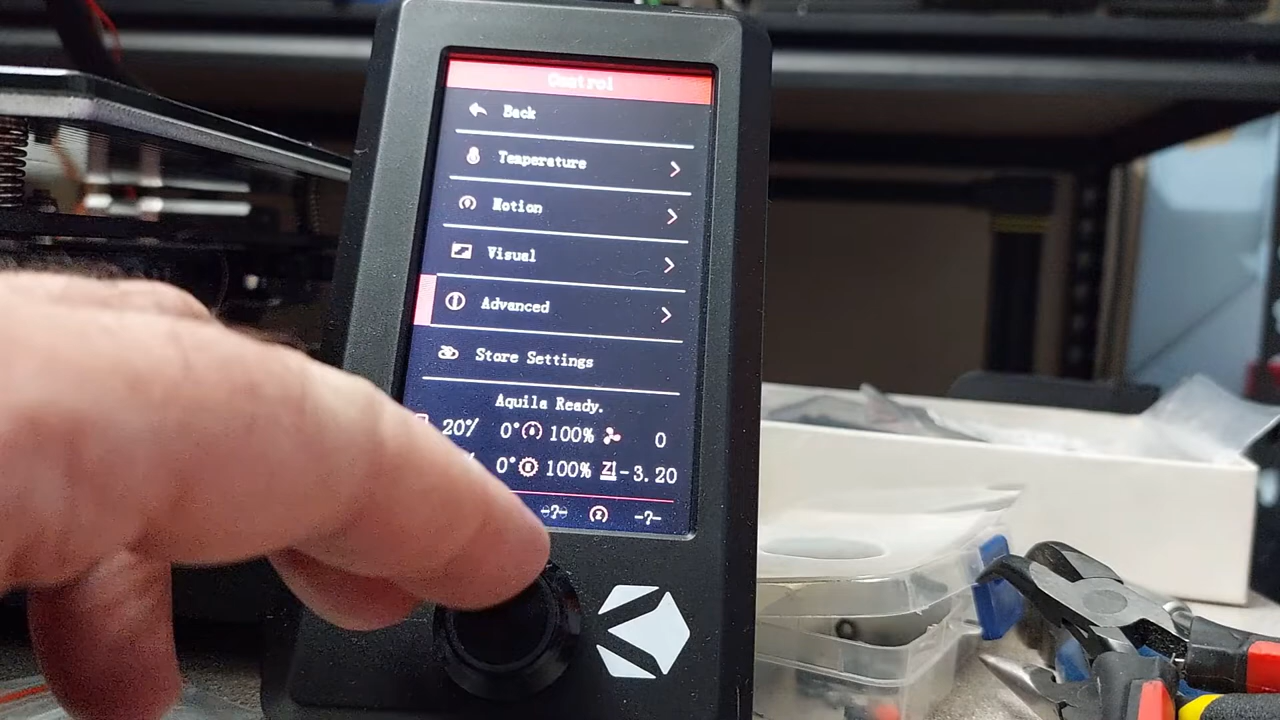 Control
Back
Temperature
Motion
Visual
Advanced
Store Settings
Aquila Ready.
20% 0° 100% 0
0° 100% Z -3.20
-?- -?-